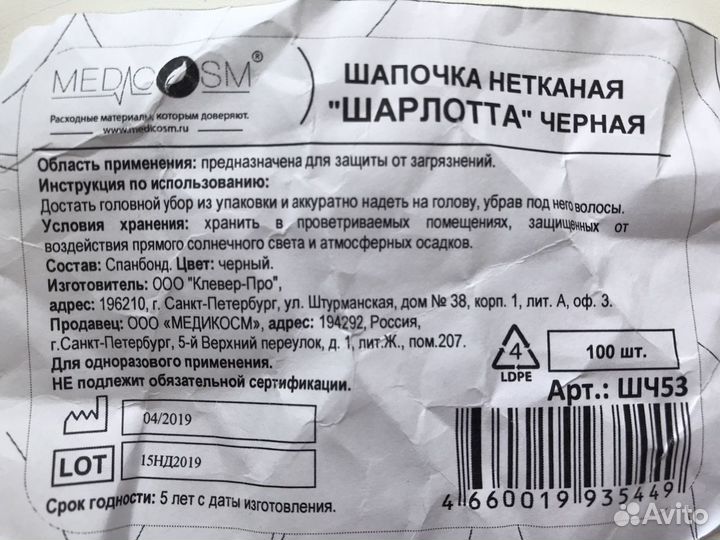 MEDICOSM®
Расходные материалы, которым доверяют.
www.medicosm.ru
ШАПОЧКА НЕТКАНАЯ
"ШАРЛОТТА" ЧЕРНАЯ
Область применения: предназначена для защиты от загрязнений.
Инструкция по использованию:
Достать головной убор из упаковки и аккуратно надеть на голову, убрав под него волосы.
Условия хранения: хранить в проветриваемых помещениях, защищенных от
воздействия прямого солнечного света и атмосферных осадков.
Состав: Спанбонд. Цвет: черный.
Изготовитель: ООО "Клевер-Про",
адрес: 196210, г. Санкт-Петербург, ул. Штурманская, дом № 38, корп. 1, лит. А, оф. 3.
Продавец: ООО «МЕДИКОСМ», адрес: 194292, Россия,
г.Санкт-Петербург, 5-й Верхний переулок, д. 1, лит.Ж., пом.207.
Для одноразового применения.
НЕ подлежит обязательной сертификации.
4
LDPE
100 шт.
Арт.: ШЧ53
04/2019
LOT 15НД2019
Срок годности: 5 лет с даты изготовления.
4 660019 935449
Avito